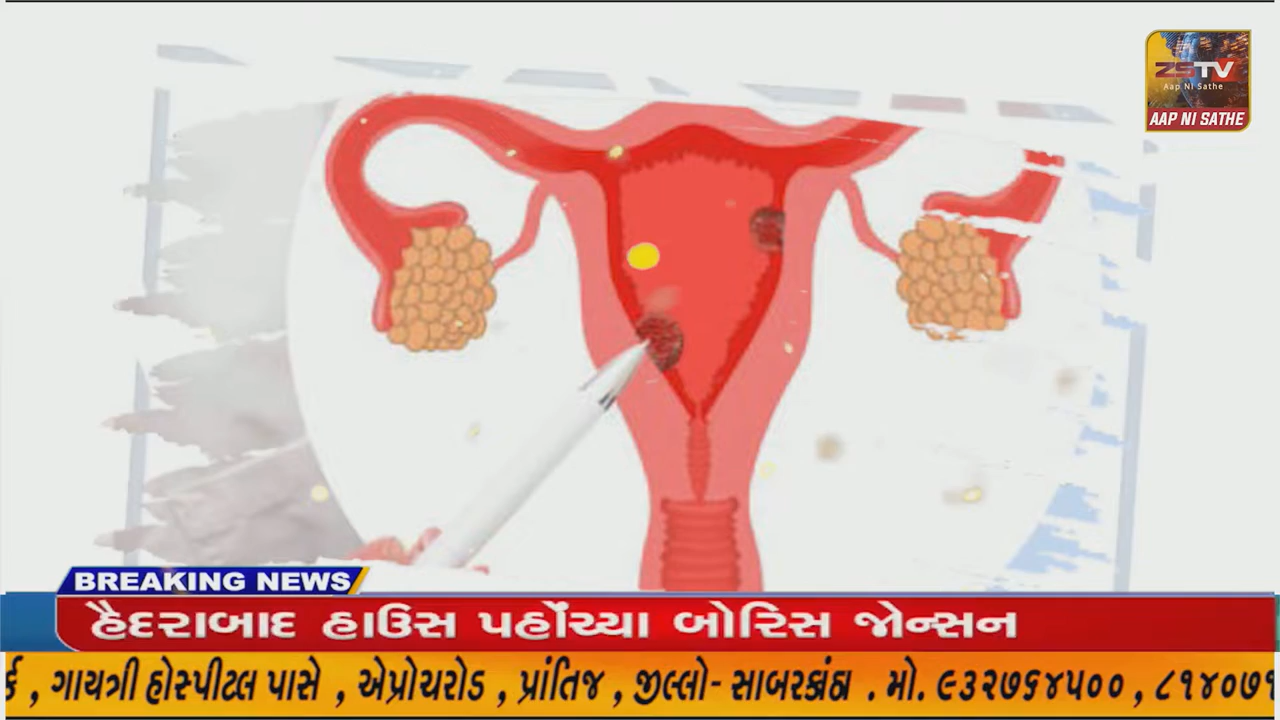 ZSTV
Aap Ni Sathe
AAP NI SATHE
BREAKING NEWS
હૈદરાબાદ હાઉસ પહોંચ્યા બોરિસ જોન્સન
, ગાયત્રી હોસ્પીટલ પાસે , એપ્રોચરોડ , પ્રાંતિજ , જીલ્લો- સાબરકાંઠા . મો. ૯૩૨૭૬૪૫૦૦ , ૮૧૪૦૭૧